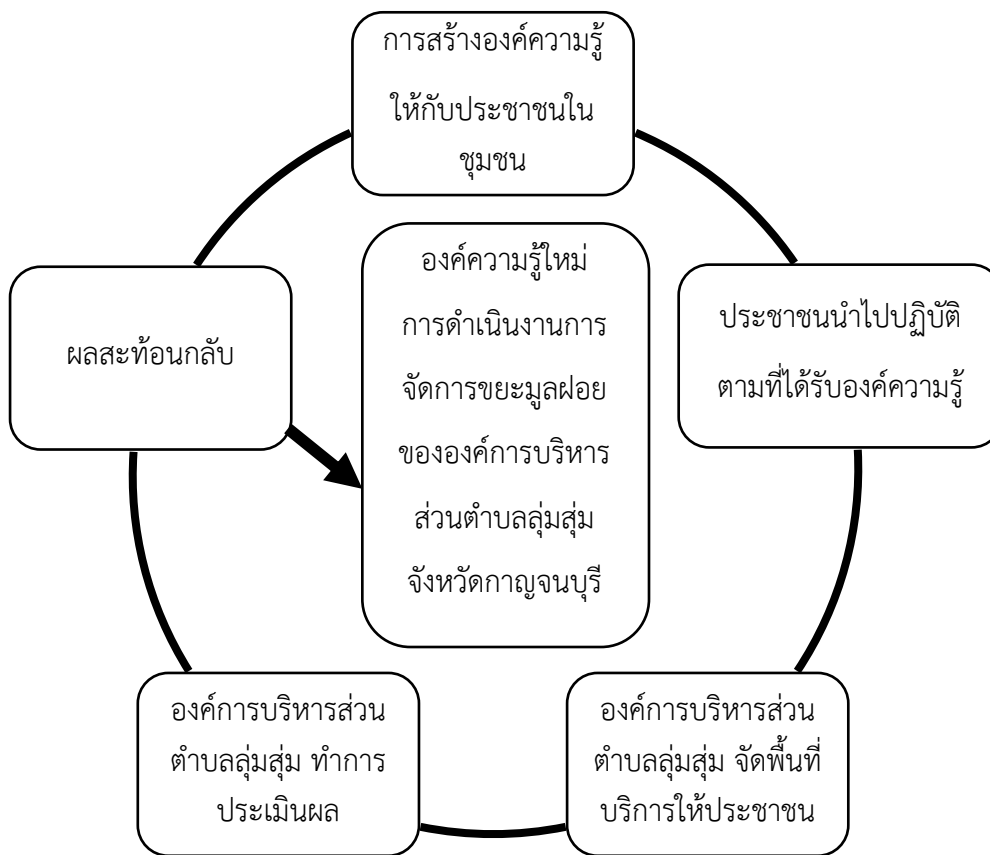 การสร้างองค์ความรู้
ให้กับประชาชนใน
ชุมชน
องค์ความรู้ใหม่
การดำเนินงานการ
จัดการขยะมูลฝอย
ขององค์การบริหาร
ส่วนตำบลลุ่มสุ่ม
จังหวัดกาญจนบุรี
ผลสะท้อนกลับ
ประชาชนนำไปปฏิบัติ
ตามที่ได้รับองค์ความรู้
องค์การบริหารส่วน
ตำบลลุ่มสุ่ม ทำการ
ประเมินผล
องค์การบริหารส่วน
ตำบลลุ่มสุ่ม จัดพื้นที่
บริการให้ประชาชน